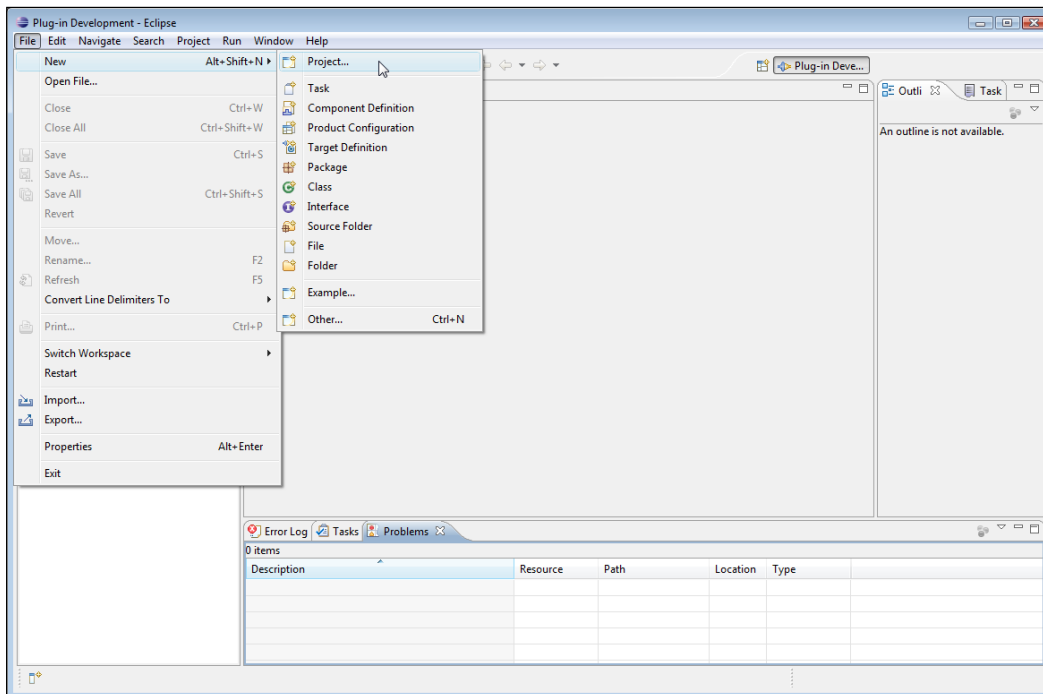 Plug-in Development - Eclipse
File Edit Navigate Search Project Run Window Help
New Alt+Shift+N
Open File...
Close Ctrl+W
Close All Ctrl+Shift+W
Save Ctrl+S
Save As...
Save All Ctrl+Shift+S
Revert
Move...
Rename... F2
Refresh F5
Convert Line Delimiters To
Print... Ctrl+P
Switch Workspace
Restart
Import...
Export...
Properties Alt+Enter
Exit
Project...
Task
Component Definition
Product Configuration
Target Definition
Package
Class
Interface
Source Folder
File
Folder
Example...
Other... Ctrl+N
Plug-in Deve...
Outli Task
An outline is not available.
Error Log Tasks Problems
0 items
Description Resource Path Location Type